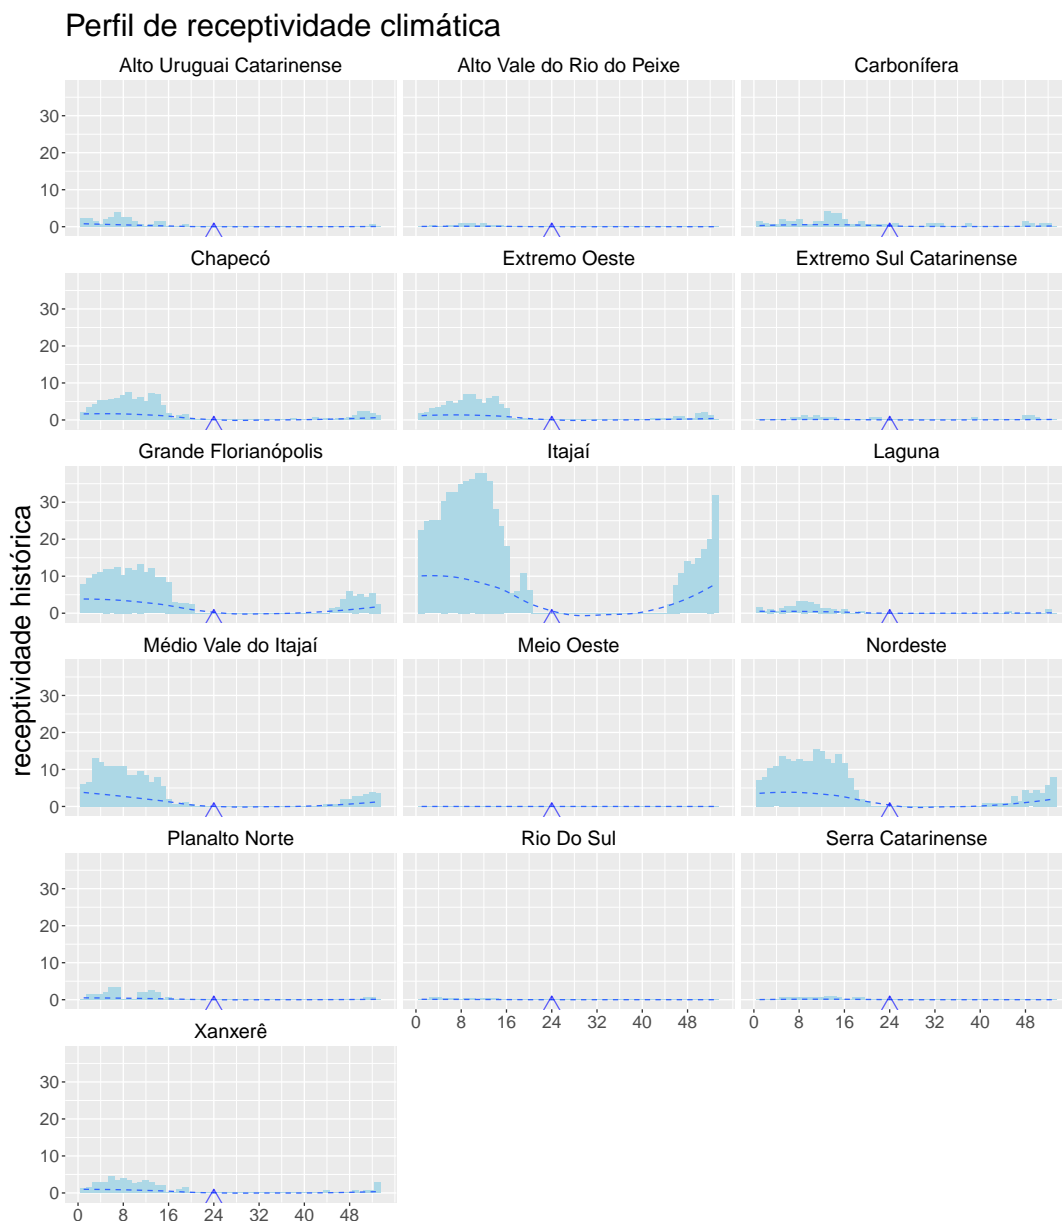 Perfil de receptividade climática
Alto Uruguai Catarinense
Alto Vale do Rio do Peixe
Carbonífera
30
20
10
0
Chapecó
Extremo Oeste
Extremo Sul Catarinense
30
20
10
0
Grande Florianópolis
Itajaí
Laguna
30
20
10
0
receptividade histórica
Médio Vale do Itajaí
Meio Oeste
Nordeste
30
20
10
0
Planalto Norte
Rio Do Sul
Serra Catarinense
30
20
10
0
0 8 16 24 32 40 48
0 8 16 24 32 40 48
Xanxerê
30
20
10
0
0 8 16 24 32 40 48